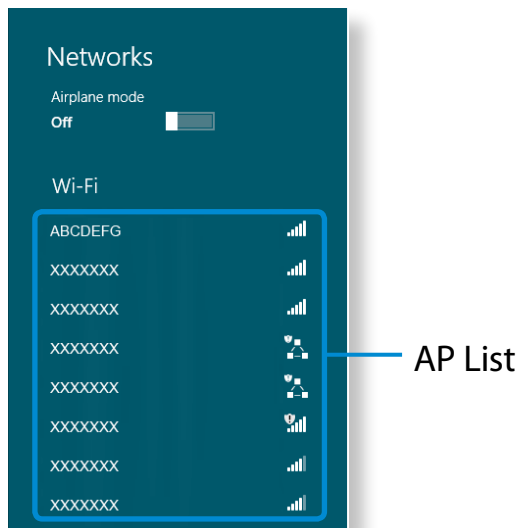 Networks
Airplane mode
Off
Wi-Fi
ABCDEFG
XXXXXXX
XXXXXXX
XXXXXXX
XXXXXXX
XXXXXXX
XXXXXXX
XXXXXXX
AP List